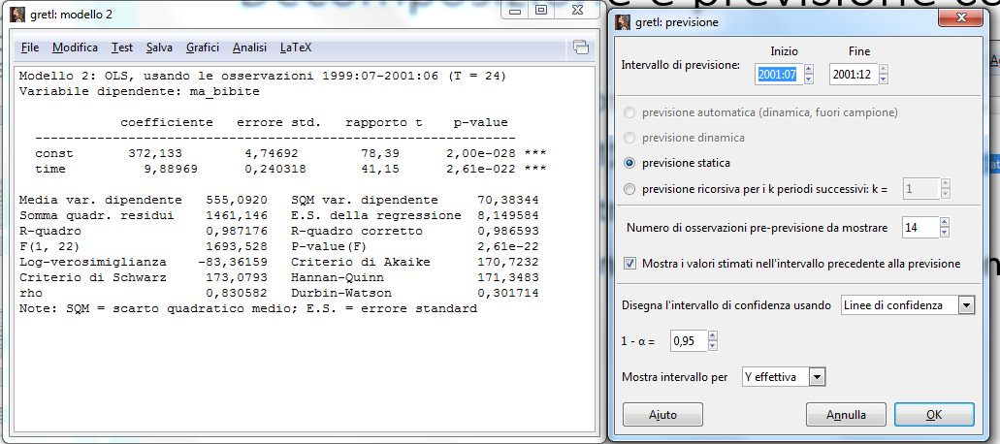 gretl: modello 2
File Modifica Test Salva Grafici Analisi LaTeX
Modello 2: OLS, usando le osservazioni 1999:07-2001:06 (T = 24)
Variabile dipendente: ma_bibite
coefficiente errore std. rapporto t p-value
const 372,133 4,74692 78,39 2,00e-028 ***
time 9,88969 0,240318 41,15 2,61e-022 ***
Media var. dipendente 555,0920 SQM var. dipendente 70,38344
Somma quadr. residui 1461,146 E.S. della regressione 8,149584
R-quadro 0,987176 R-quadro corretto 0,986593
F(1, 22) 1693,528 P-value(F) 2,61e-22
Log-verosimiglianza -83,36159 Criterio di Akaike 170,7232
Criterio di Schwarz 173,0793 Hannan-Quinn 171,3483
rho 0,830582 Durbin-Watson 0,301714
Note: SQM = scarto quadratico medio; E.S. = errore standard
gretl: previsione
Inizio Fine
Intervallo di previsione: 2001:07 2001:12
previsione automatica (dinamica, fuori campione)
previsione dinamica
previsione statica
previsione ricorsiva per i k periodi successivi: k = 1
Numero di osservazioni pre-previsione da mostrare 14
Mostra i valori stimati nell'intervallo precedente alla previsione
Disegna l'intervallo di confidenza usando Linee di confidenza
1 - α = 0,95
Mostra intervallo per Y effettiva
Aiuto Annulla OK